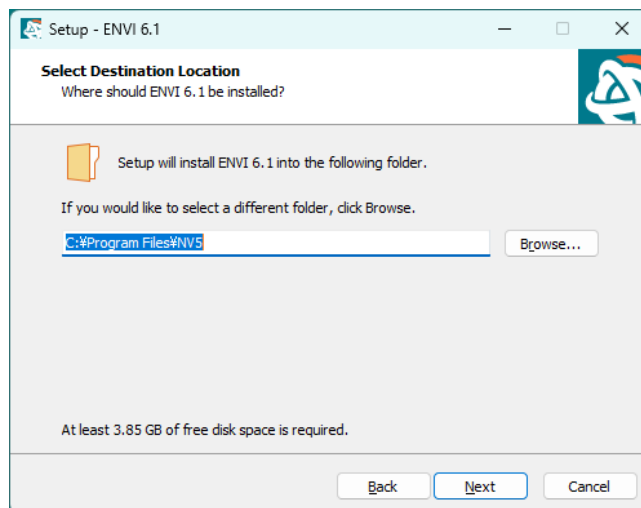 Setup - ENVI 6.1
Select Destination Location
Where should ENVI 6.1 be installed?
Setup will install ENVI 6.1 into the following folder.
If you would like to select a different folder, click Browse.
C:¥Program Files¥NV5
Browse...
At least 3.85 GB of free disk space is required.
Back
Next
Cancel